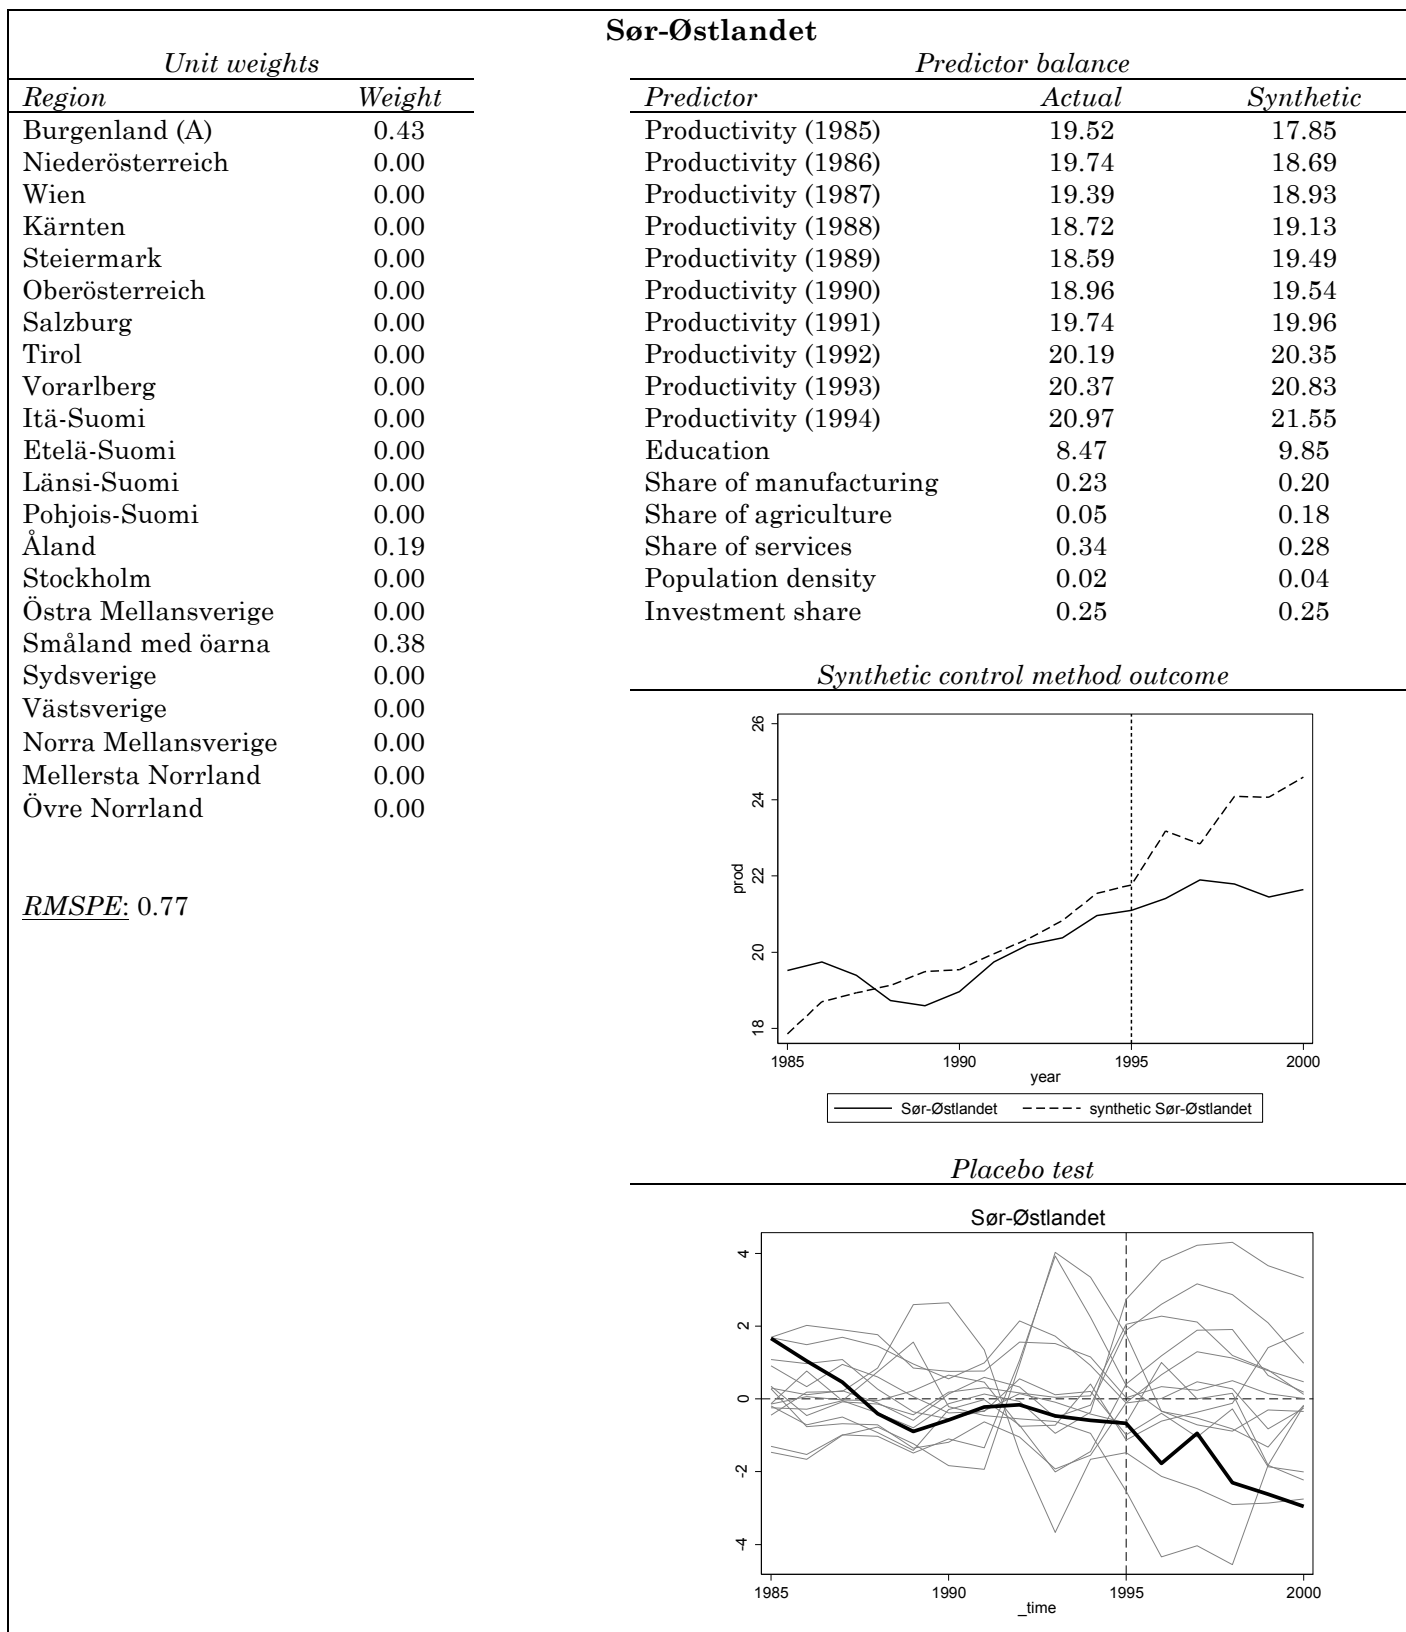 Sør-Østlandet
Unit weights
Region Weight
Burgenland (A) 0.43
Niederösterreich 0.00
Wien 0.00
Kärnten 0.00
Steiermark 0.00
Oberösterreich 0.00
Salzburg 0.00
Tirol 0.00
Vorarlberg 0.00
Itä-Suomi 0.00
Etelä-Suomi 0.00
Länsi-Suomi 0.00
Pohjois-Suomi 0.00
Åland 0.19
Stockholm 0.00
Östra Mellansverige 0.00
Småland med öarna 0.38
Sydsverige 0.00
Västsverige 0.00
Norra Mellansverige 0.00
Mellersta Norrland 0.00
Övre Norrland 0.00
RMSPE: 0.77
Predictor balance
Predictor Actual Synthetic
Productivity (1985) 19.52 17.85
Productivity (1986) 19.74 18.69
Productivity (1987) 19.39 18.93
Productivity (1988) 18.72 19.13
Productivity (1989) 18.59 19.49
Productivity (1990) 18.96 19.54
Productivity (1991) 19.74 19.96
Productivity (1992) 20.19 20.35
Productivity (1993) 20.37 20.83
Productivity (1994) 20.97 21.55
Education 8.47 9.85
Share of manufacturing 0.23 0.20
Share of agriculture 0.05 0.18
Share of services 0.34 0.28
Population density 0.02 0.04
Investment share 0.25 0.25
Synthetic control method outcome
26
24
22
20
18
prod
1985 1990 1995 2000
year
Sør-Østlandet synthetic Sør-Østlandet
Placebo test
Sør-Østlandet
4
2
0
-2
-4
1985 1990 1995 2000
_time